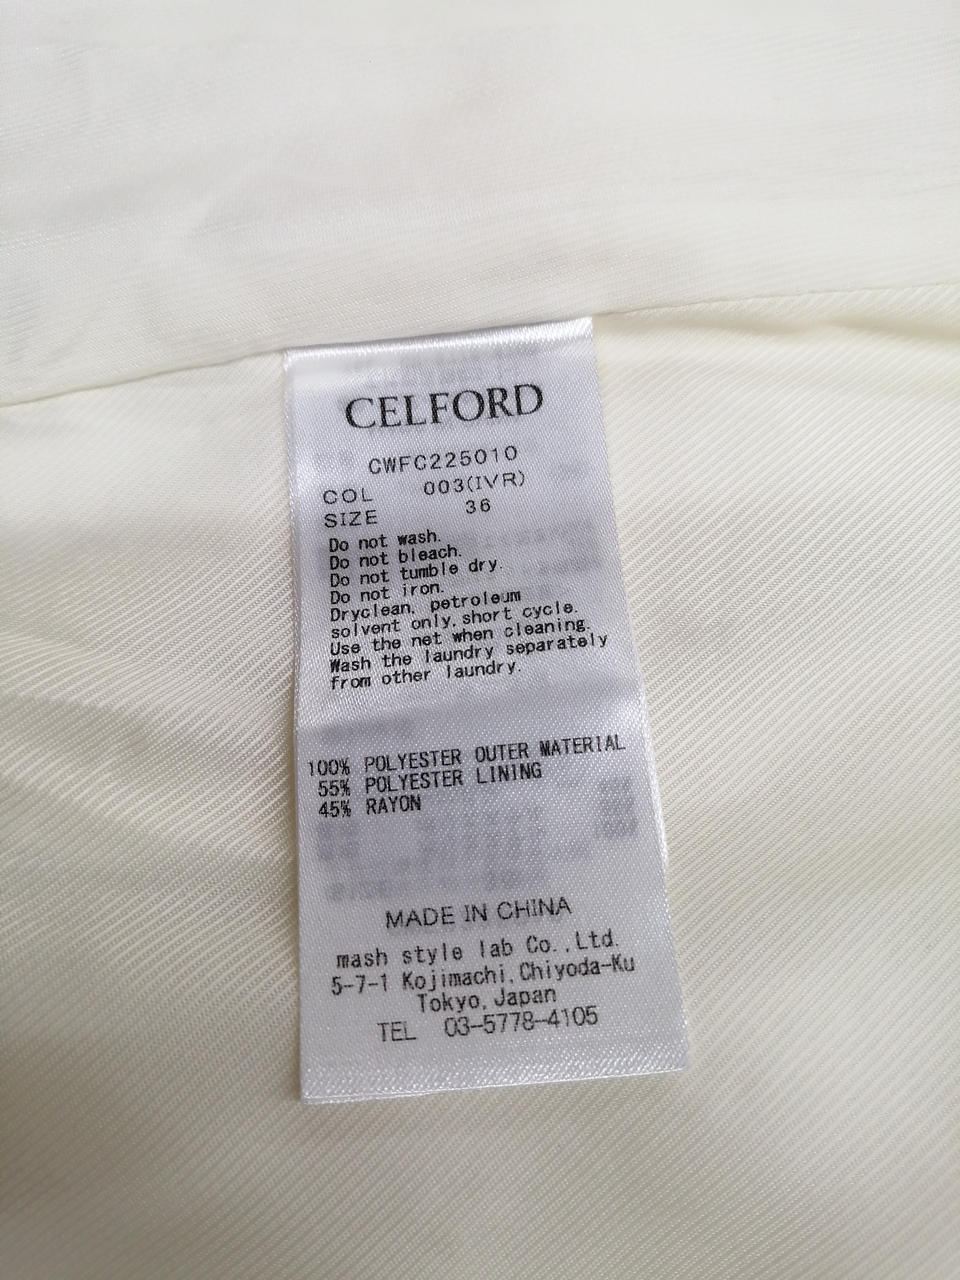 CELFORD
CWFC225010
COL 003(IVR)
SIZE 36
Do not wash.
Do not bleach.
Do not tumble dry.
Do not iron.
Dryclean, petroleum
solvent only, short cycle.
Use the net when cleaning.
Wash the laundry separately
from other laundry.
100% POLYESTER OUTER MATERIAL
55% POLYESTER LINING
45% RAYON
MADE IN CHINA
mash style lab Co.,Ltd.
5-7-1 Kojimachi,Chiyoda-Ku
Tokyo,Japan
TEL 03-5778-4105